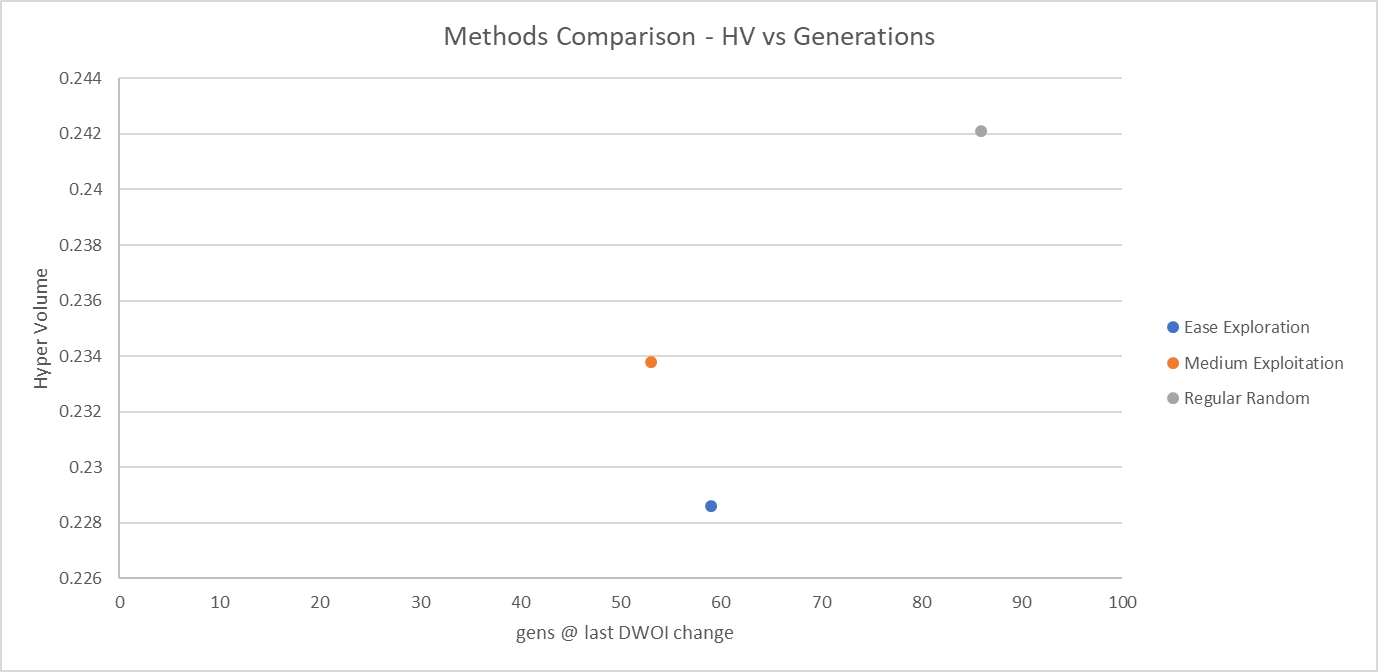 Methods Comparison - HV vs Generations
0.244
0.242
0.24
0.238
0.236
0.234
0.232
0.23
0.228
0.226
Hyper Volume
0 10 20 30 40 50 60 70 80 90 100
gens @ last DWOI change
Ease Exploration
Medium Exploitation
Regular Random